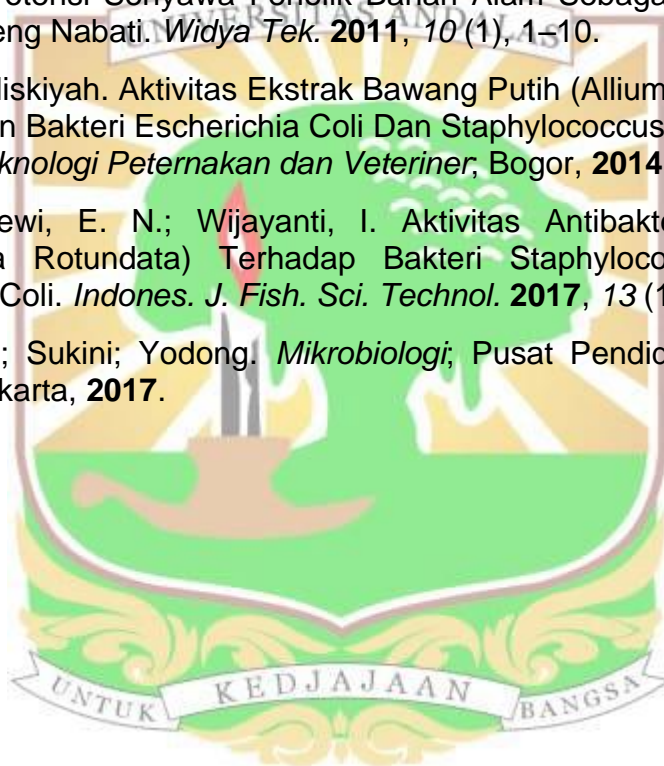 Potensi Senyawa Fenolik Bahan Alam Sebaga
eng Nabati. Widya Tek. 2011, 10 (1), 1–10.
UNIVERSITAS ANDALAS
liskiyah. Aktivitas Ekstrak Bawang Putih (Allium
n Bakteri Escherichia Coli Dan Staphylococcus
knologi Peternakan dan Veteriner; Bogor, 2014
ewi, E. N.; Wijayanti, I. Aktivitas Antibakte
a Rotundata) Terhadap Bakteri Staphyloco
Coli. Indones. J. Fish. Sci. Technol. 2017, 13 (1
; Sukini; Yodong. Mikrobiologi; Pusat Pendid
karta, 2017.
UNTUK KEDJAJAAN BANGSA